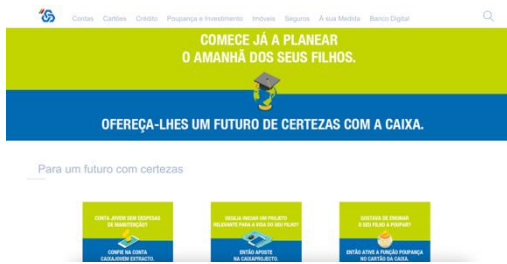 Contas Cartões Crédito Poupança e Investimento Imóveis Seguros À sua Medida Banco Digital
COMECE JÁ A PLANEAR
O AMANHÃ DOS SEUS FILHOS.
OFEREÇA-LHES UM FUTURO DE CERTEZAS COM A CAIXA.
Para um futuro com certezas
CONTA JOVEM SEM DESPESAS
DE MANUTENÇÃO?
CONFIE NA CONTA
CAIXAJOVEM EXTRACTO.
DESEJA INICIAR UM PROJETO
RELEVANTE PARA A VIDA DO SEU FILHO?
ENTÃO APOSTE
NA CAIXAPROJECTO.
GOSTAVA DE ENSINAR
O SEU FILHO A POUPAR?
ENTÃO ATIVE A FUNÇÃO POUPANÇA
NO CARTÃO DA CAIXA.